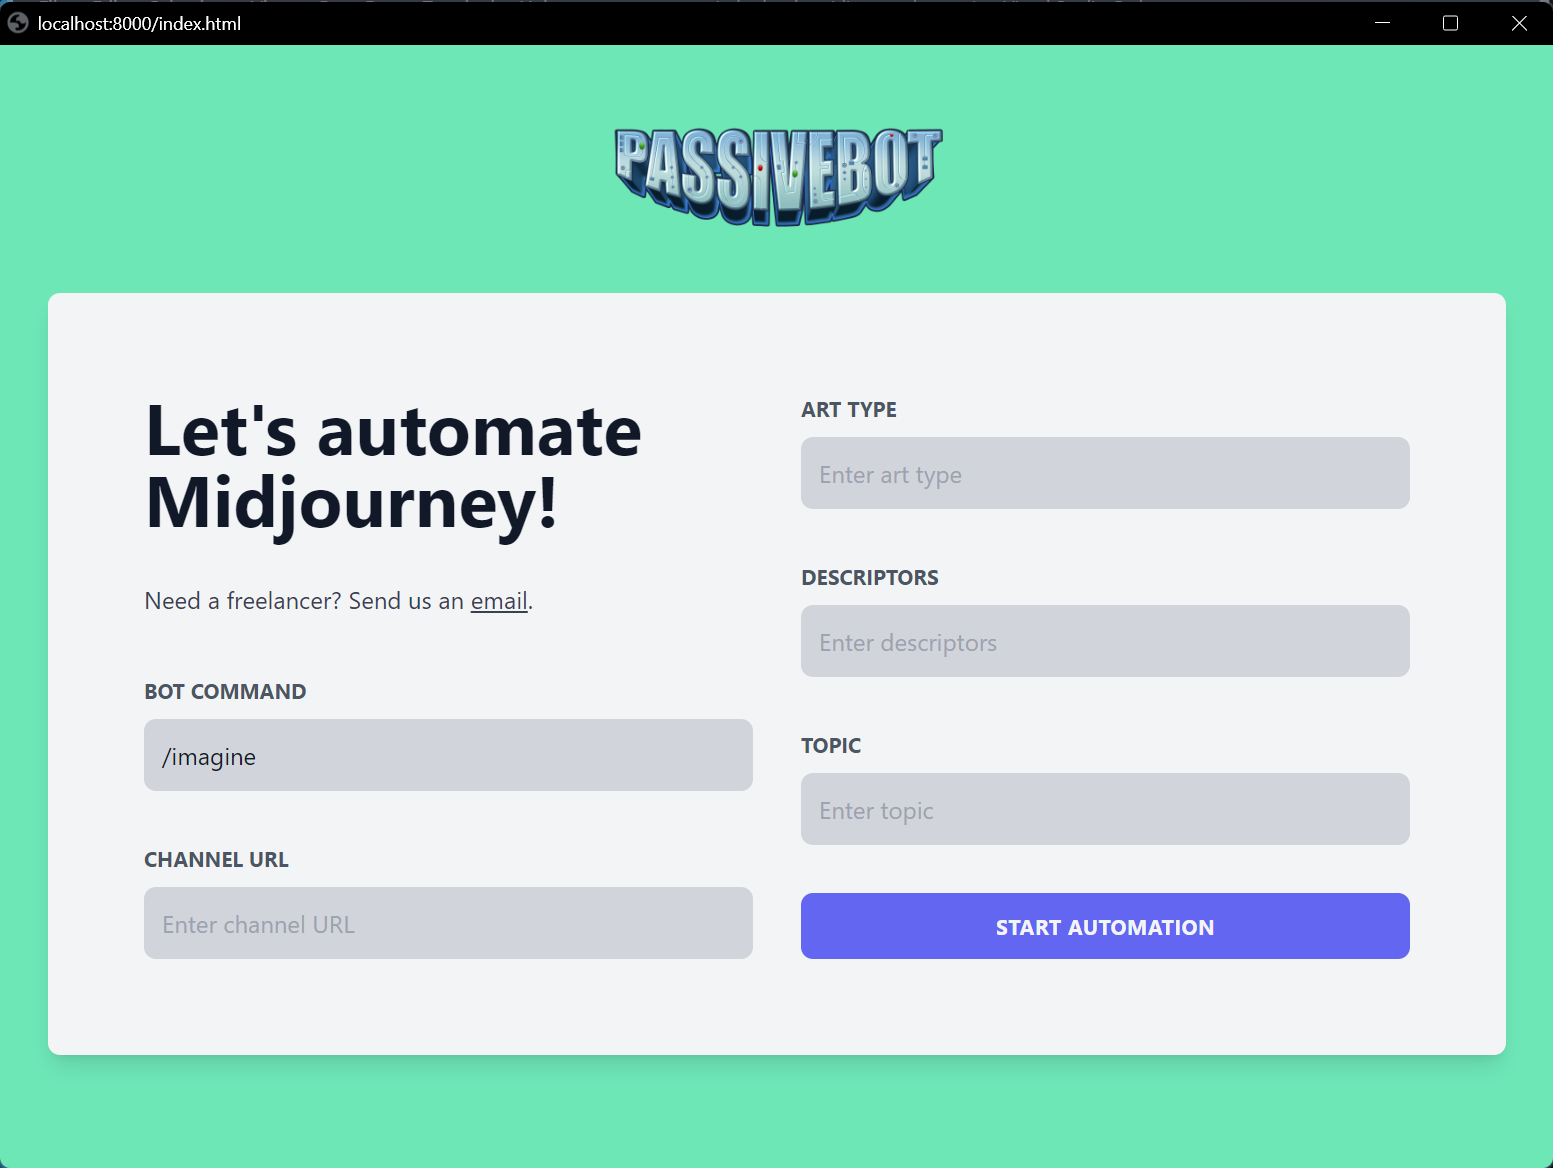 localhost:8000/index.html
PASSIVEBOT
Let's automate
Midjourney!
Need a freelancer? Send us an email.
BOT COMMAND
/imagine
CHANNEL URL
Enter channel URL
ART TYPE
Enter art type
DESCRIPTORS
Enter descriptors
TOPIC
Enter topic
START AUTOMATION